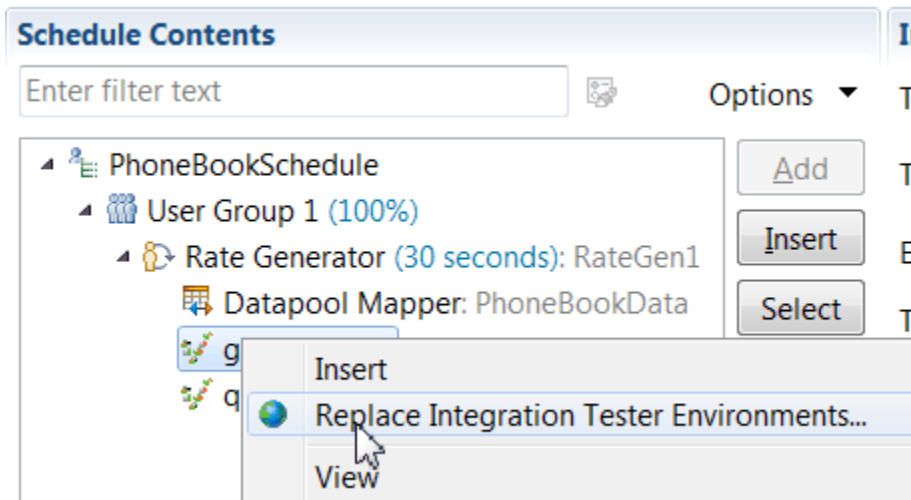 Schedule Contents
Enter filter text
Options
PhoneBookSchedule
Add
User Group 1 (100%)
Insert
Rate Generator (30 seconds): RateGen1
Datapool Mapper: PhoneBookData
Select
g
Insert
q
Replace Integration Tester Environments...
View